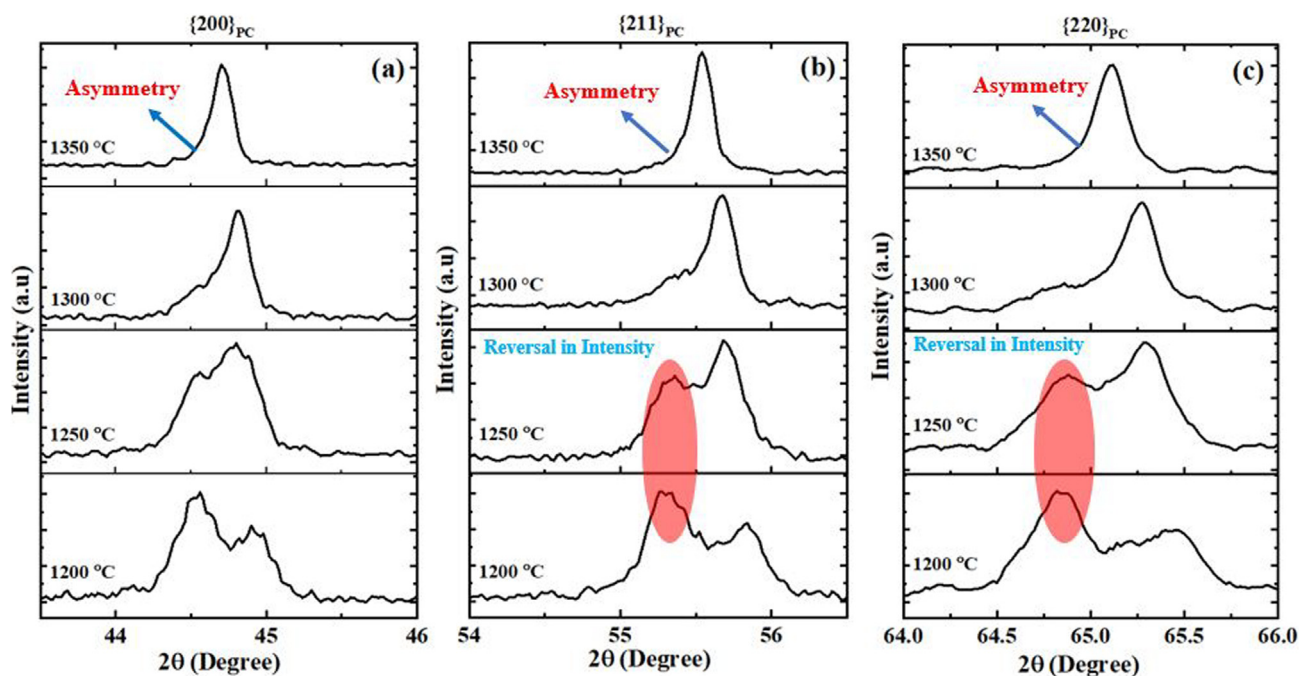 {200}PC
(a)
Asymmetry
1350 °C
1300 °C
1250 °C
1200 °C
44 45 46
2θ (Degree)
Intensity (a.u)
{211}PC
(b)
Asymmetry
1350 °C
1300 °C
Reversal in Intensity
1250 °C
1200 °C
54 55 56
2θ (Degree)
Intensity (a.u)
{220}PC
(c)
Asymmetry
1350 °C
1300 °C
Reversal in Intensity
1250 °C
1200 °C
64.0 64.5 65.0 65.5 66.0
2θ (Degree)
Intensity (a.u)